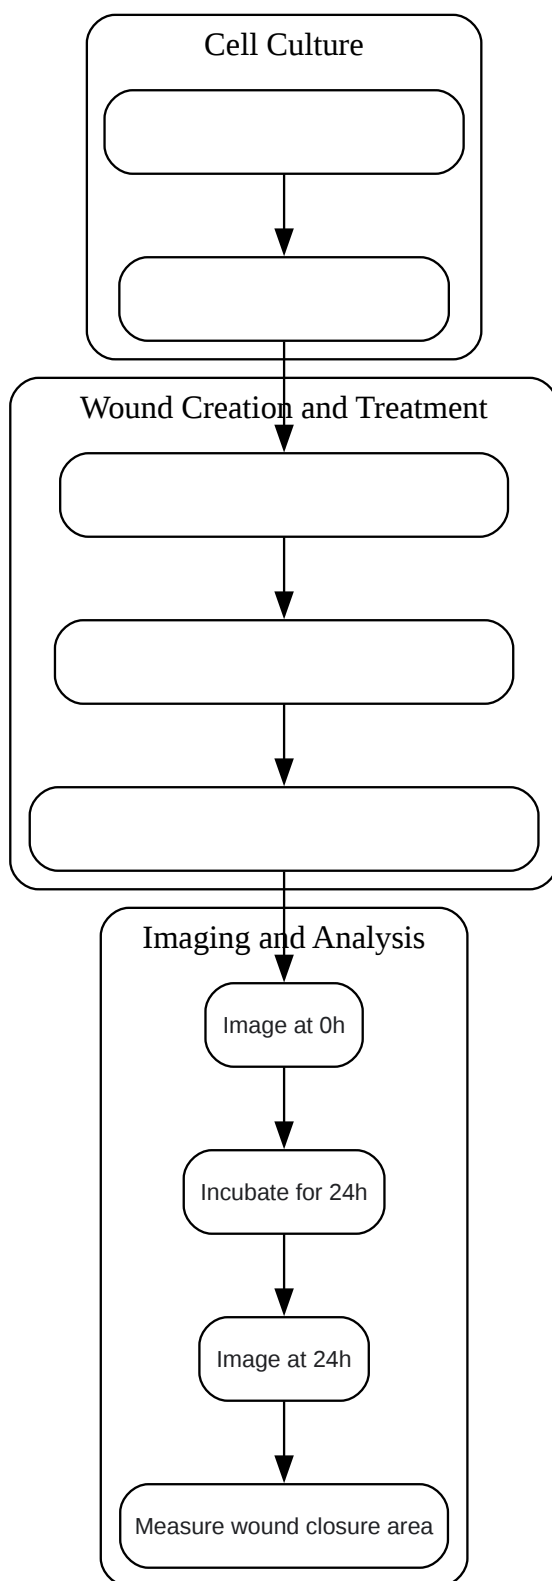 Cell Culture
Wound Creation and Treatment
Imaging and Analysis
Image at 0h
Incubate for 24h
Image at 24h
Measure wound closure area